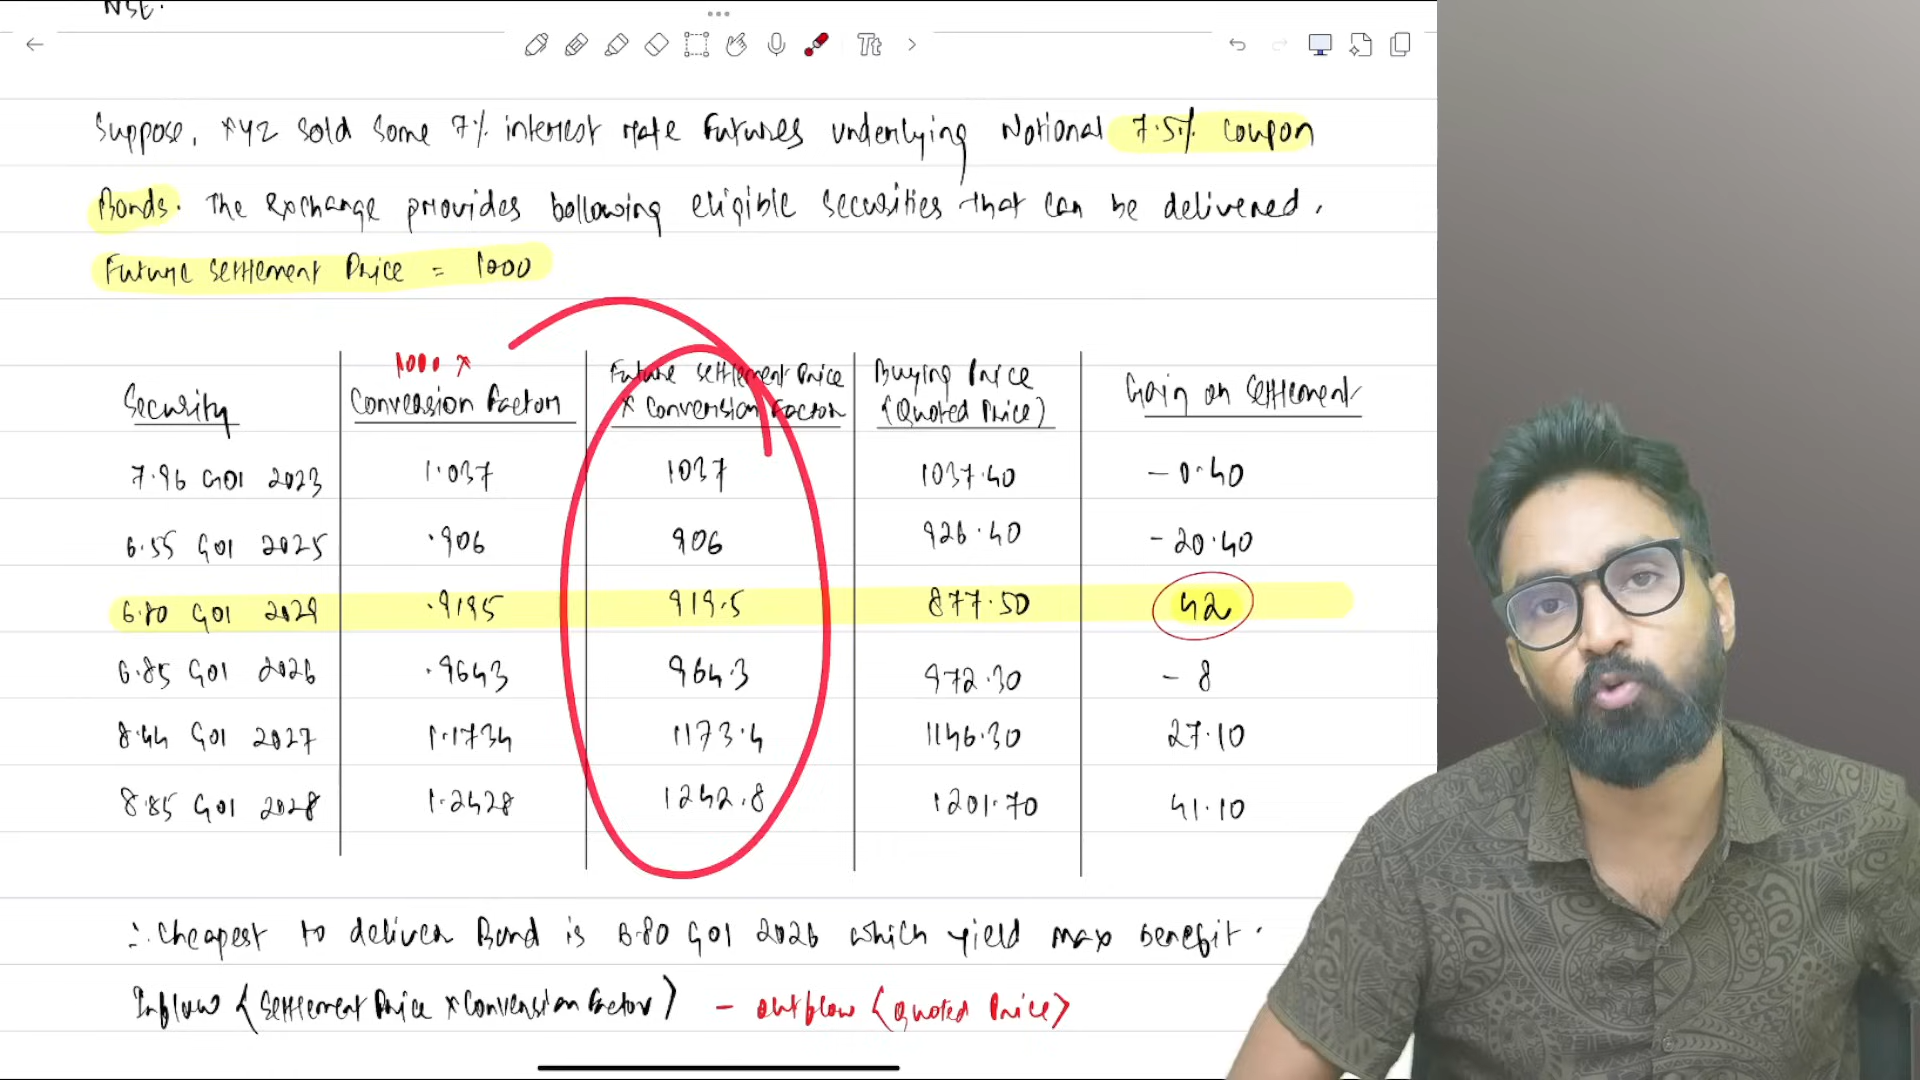 NSE.
Tt
Suppose, XYZ sold some 7% interest rate futures underlying Notional 7.5% coupon
Bonds. The exchange provides following eligible securities that can be delivered.
Future settlement Price = 1000
1000 x
Security Conversion Factor Future settlement Price x Conversion Factor Buying Price (Quoted Price) Gain on Settlement
7.96 GOI 2023 1.037 1037 1037.40 - 0.40
6.55 GOI 2025 .906 906 926.40 - 20.40
6.80 GOI 2029 .9195 919.5 877.50 42
6.85 GOI 2026 .9643 964.3 972.30 - 8
8.44 GOI 2027 1.1734 1173.4 1146.30 27.10
8.85 GOI 2028 1.2428 1242.8 1201.70 41.10
∴ Cheapest to deliver Bond is 6.80 GOI 2026 which yield max benefit.
Inflow (Settlement Price x Conversion Factor) - outflow (Quoted Price)